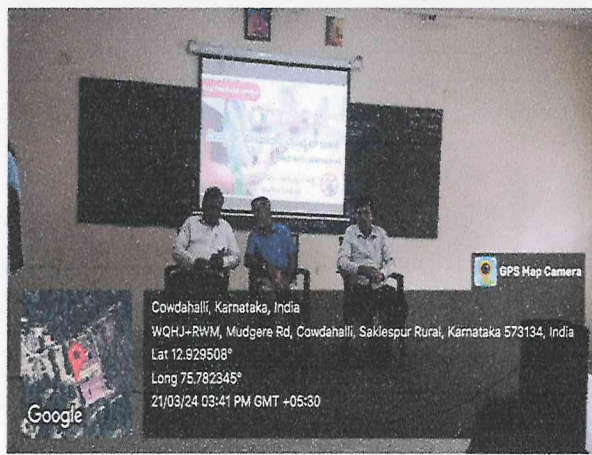 GPS Map Camera
Cowdahalli, Karnataka, India
WQHJ+RWM, Mudgere Rd, Cowdahalli, Saklespur Rural, Karnataka 573134, India
Lat 12.929508°
Long 75.782345°
21/03/24 03:41 PM GMT +05:30
Google